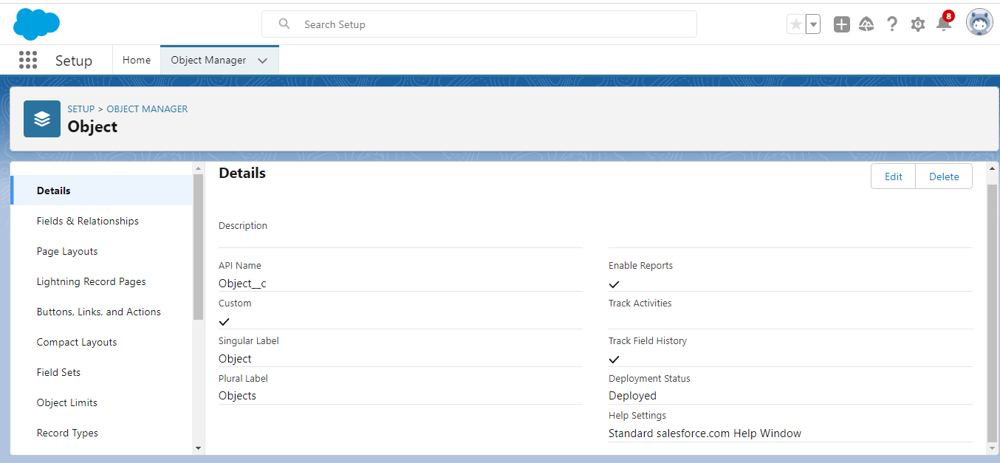 Search Setup
8
Setup
Home
Object Manager
SETUP > OBJECT MANAGER
Object
Details
Fields & Relationships
Page Layouts
Lightning Record Pages
Buttons, Links, and Actions
Compact Layouts
Field Sets
Object Limits
Record Types
Details
Edit
Delete
Description
API Name
Object__c
Custom
Singular Label
Object
Plural Label
Objects
Enable Reports
Track Activities
Track Field History
Deployment Status
Deployed
Help Settings
Standard salesforce.com Help Window